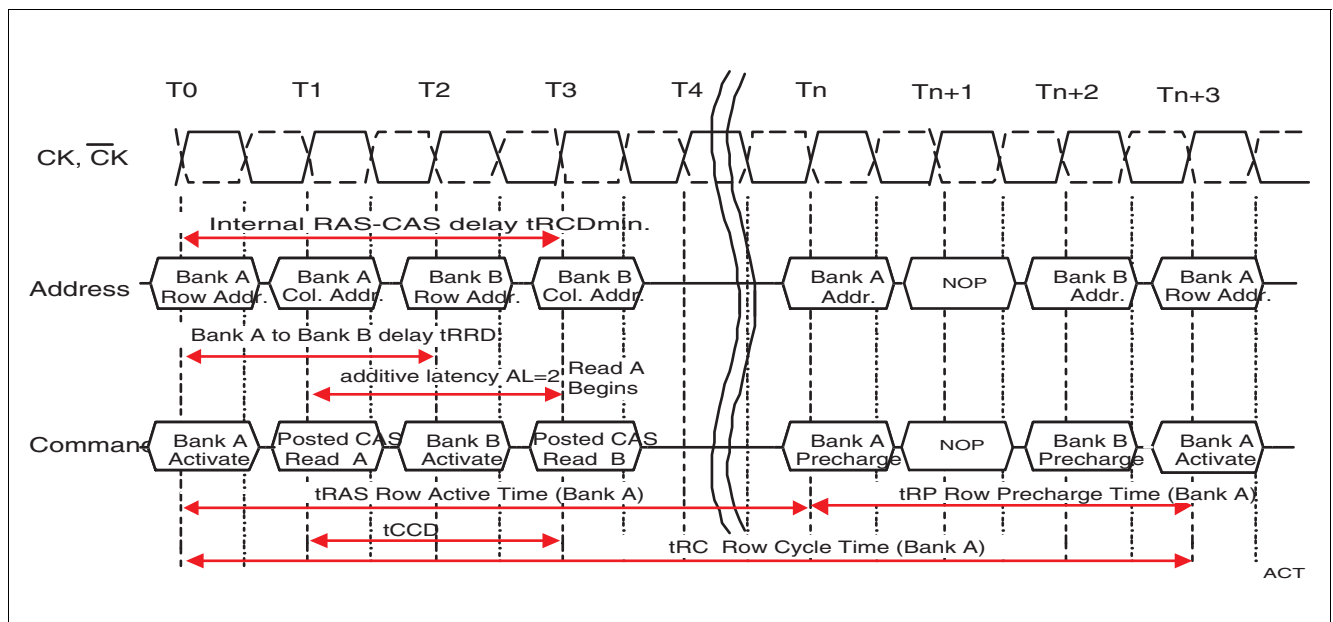 T0 T1 T2 T3 T4 Tn Tn+1 Tn+2 Tn+3
CK, C̅K̅
Internal RAS-CAS delay tRCDmin.
Address
Bank A
Row Addr.
Bank A
Col. Addr.
Bank B
Row Addr.
Bank B
Col. Addr.
Bank A
Addr.
NOP
Bank B
Addr.
Bank A
Row Addr.
Bank A to Bank B delay tRRD
additive latency AL=2
Read A
Begins
Command
Bank A
Activate
Posted CAS
Read A
Bank B
Activate
Posted CAS
Read B
Bank A
Precharge
NOP
Bank B
Precharge
Bank A
Activate
tRAS Row Active Time (Bank A)
tRP Row Precharge Time (Bank A)
tCCD
tRC Row Cycle Time (Bank A)
ACT